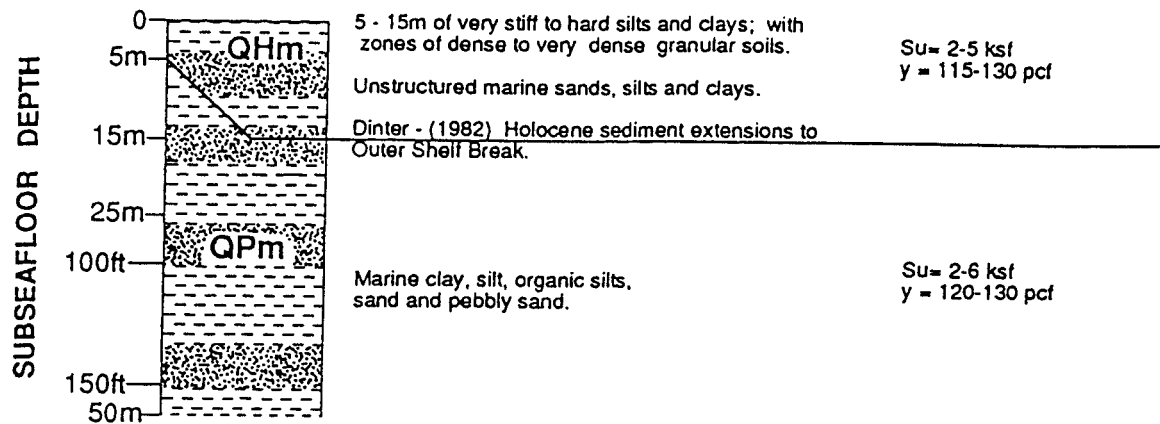 SUBSEAFLOOR DEPTH
0
5m
15m
25m
100ft
150ft
50m
QHm
QPm
5 - 15m of very stiff to hard silts and clays; with
zones of dense to very dense granular soils.
Unstructured marine sands, silts and clays.
Dinter - (1982) Holocene sediment extensions to
Outer Shelf Break.
Su= 2-5 ksf
y = 115-130 pcf
Marine clay, silt, organic silts,
sand and pebbly sand.
Su= 2-6 ksf
y = 120-130 pcf